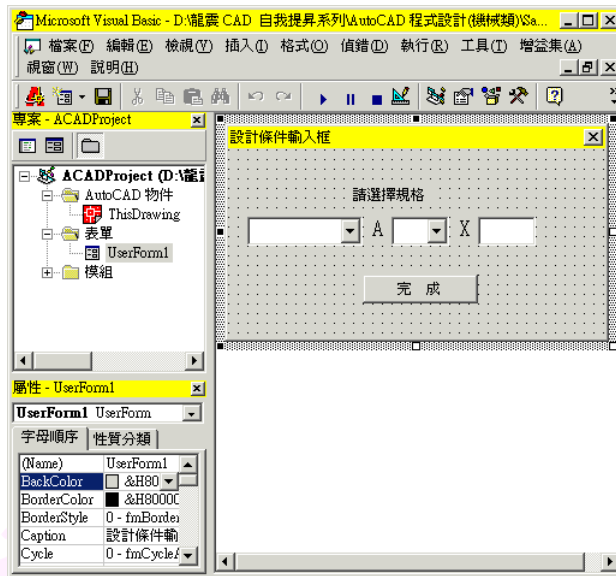 Microsoft Visual Basic - D:\龍震 CAD 自我提昇系列\AutoCAD 程式設計(機械類)\Sa...
檔案(F) 編輯(E) 檢視(V) 插入(I) 格式(O) 偵錯(D) 執行(R) 工具(T) 增益集(A)
視窗(W) 說明(H)
專案 - ACADProject
ACADProject (D:\龍震
AutoCAD 物件
ThisDrawing
表單
UserForm1
模組
設計條件輸入框
請選擇規格
A X
完 成
屬性 - UserForm1
UserForm1 UserForm
字母順序 性質分類
(Name) UserForm1
BackColor &H80
BorderColor &H80000
BorderStyle 0 - fmBorder
Caption 設計條件輸
Cycle 0 - fmCycleA